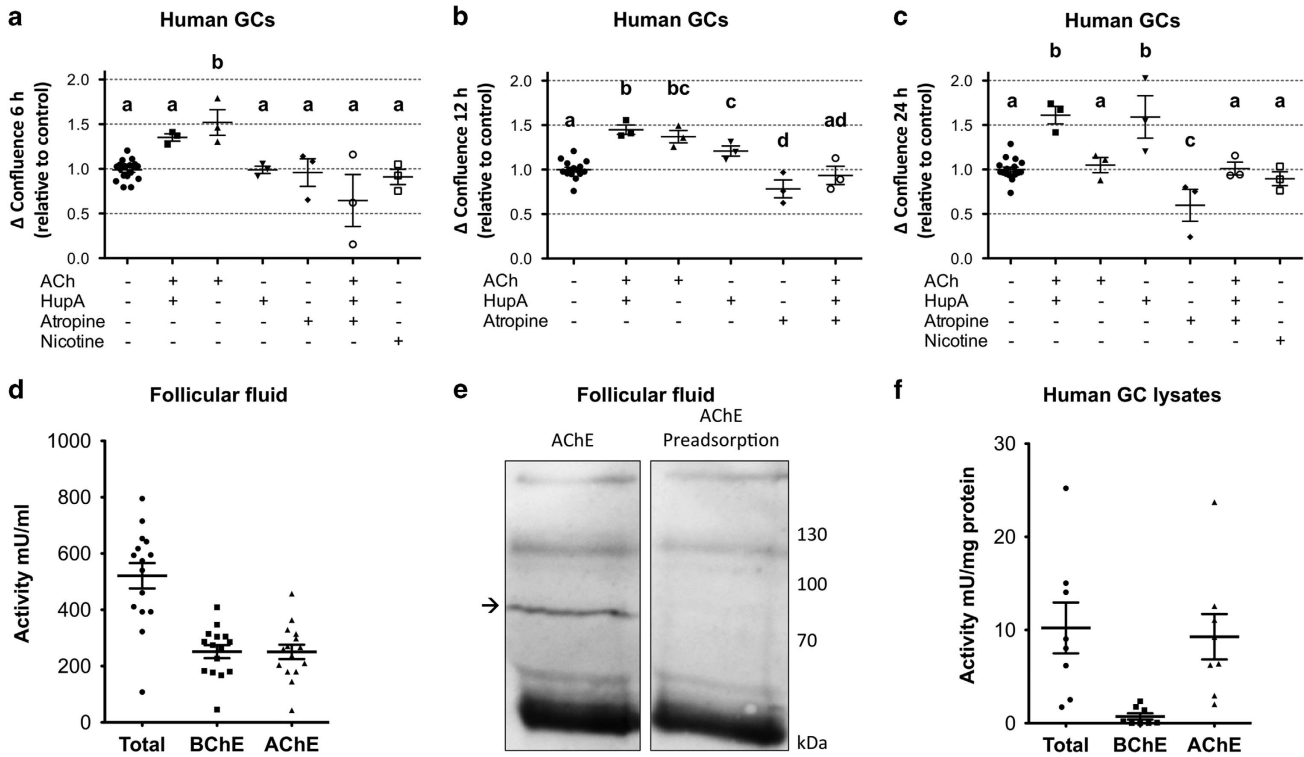 a
Human GCs
Δ Confluence 6 h
(relative to control)
2.0
1.5
1.0
0.5
0.0
a a b a a a a
ACh - + + - - + -
HupA - + - + - + -
Atropine - - - - + + -
Nicotine - - - - - - +
b
Human GCs
Δ Confluence 12 h
(relative to control)
2.0
1.5
1.0
0.5
0.0
a b bc c d ad
ACh - + + - - +
HupA - + - + - +
Atropine - - - - + +
c
Human GCs
Δ Confluence 24 h
(relative to control)
2.0
1.5
1.0
0.5
0.0
a b a b c a a
ACh - + + - - + -
HupA - + - + - + -
Atropine - - - - + + -
Nicotine - - - - - - +
d
Follicular fluid
Activity mU/ml
1000
800
600
400
200
0
Total BChE AChE
e
Follicular fluid
AChE
AChE
Preadsorption
→
130
100
70
kDa
f
Human GC lysates
Activity mU/mg protein
30
20
10
0
Total BChE AChE